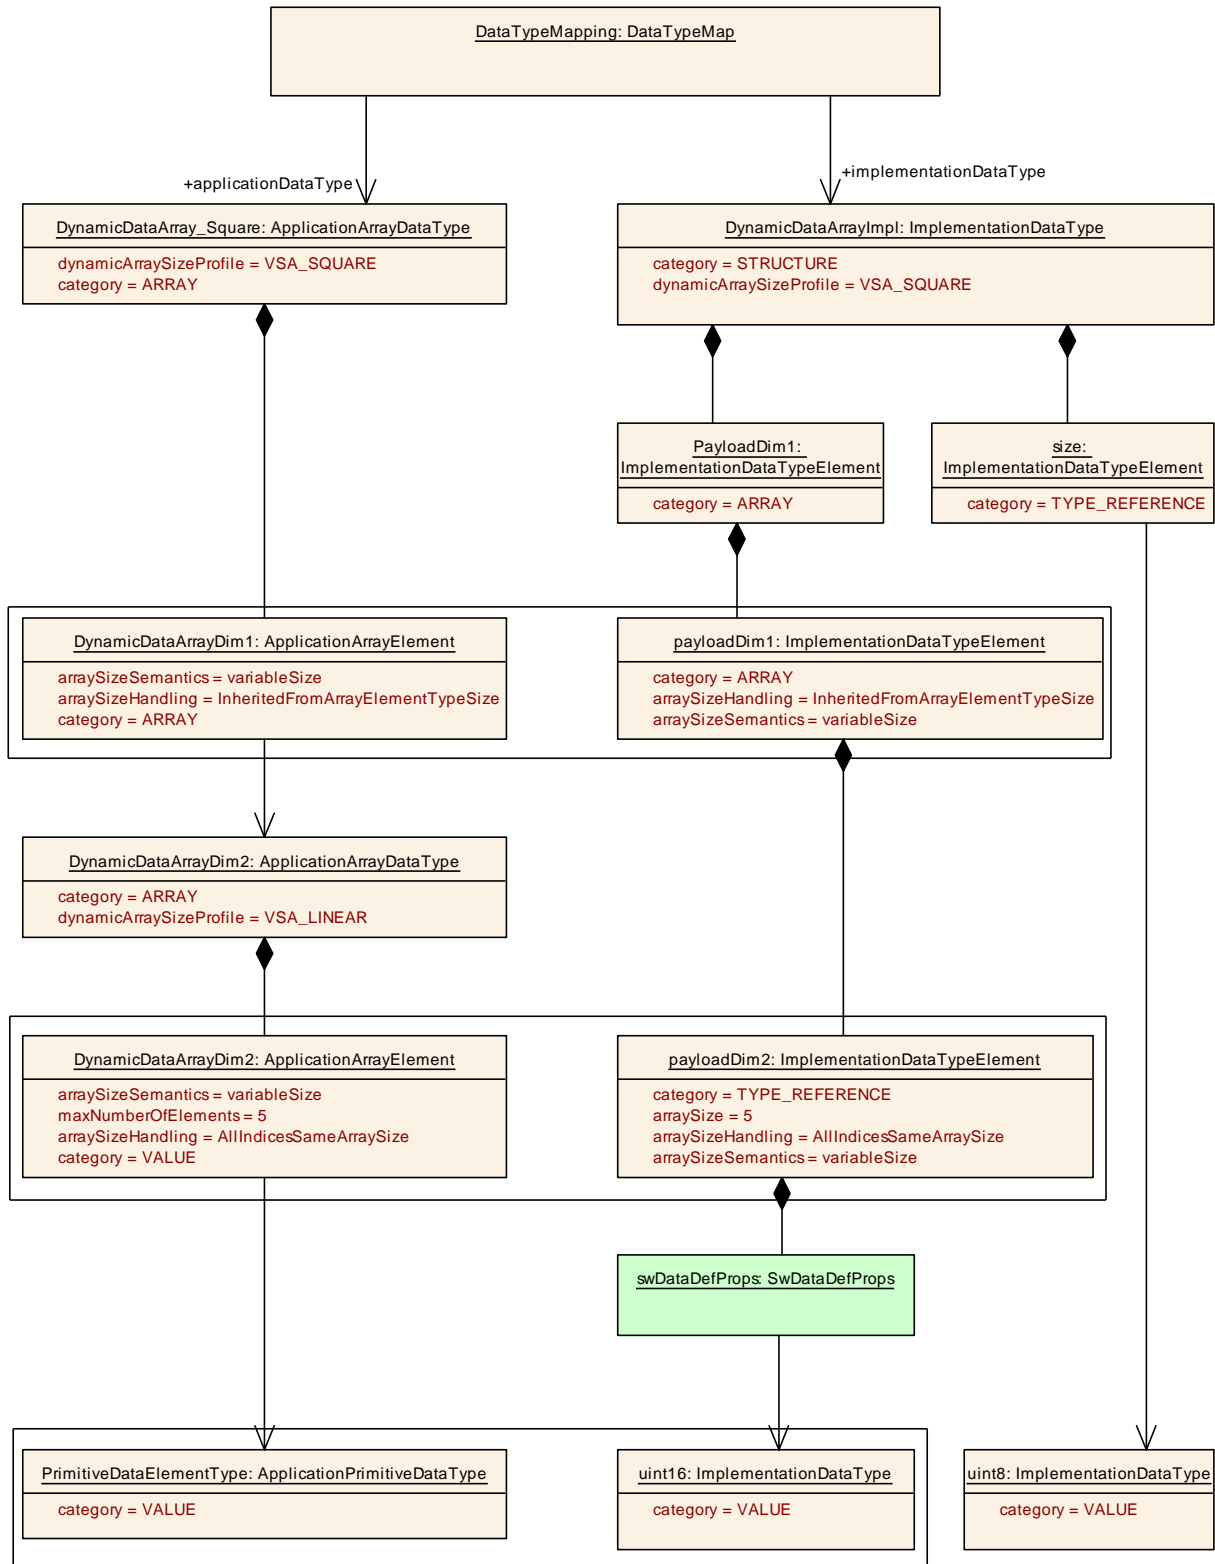 DataTypeMapping: DataTypeMap
+applicationDataType
+implementationDataType
DynamicDataArray_Square: ApplicationArrayDataType
dynamicArraySizeProfile = VSA_SQUARE
category = ARRAY
DynamicDataArrayImpl: ImplementationDataType
category = STRUCTURE
dynamicArraySizeProfile = VSA_SQUARE
PayloadDim1:
ImplementationDataTypeElement
category = ARRAY
size:
ImplementationDataTypeElement
category = TYPE_REFERENCE
DynamicDataArrayDim1: ApplicationArrayElement
arraySizeSemantics = variableSize
arraySizeHandling = InheritedFromArrayElementTypeSize
category = ARRAY
payloadDim1: ImplementationDataTypeElement
category = ARRAY
arraySizeHandling = InheritedFromArrayElementTypeSize
arraySizeSemantics = variableSize
DynamicDataArrayDim2: ApplicationArrayDataType
category = ARRAY
dynamicArraySizeProfile = VSA_LINEAR
DynamicDataArrayDim2: ApplicationArrayElement
arraySizeSemantics = variableSize
maxNumberOfElements = 5
arraySizeHandling = AllIndicesSameArraySize
category = VALUE
payloadDim2: ImplementationDataTypeElement
category = TYPE_REFERENCE
arraySize = 5
arraySizeHandling = AllIndicesSameArraySize
arraySizeSemantics = variableSize
swDataDefProps: SwDataDefProps
PrimitiveDataElementType: ApplicationPrimitiveDataType
category = VALUE
uint16: ImplementationDataType
category = VALUE
uint8: ImplementationDataType
category = VALUE